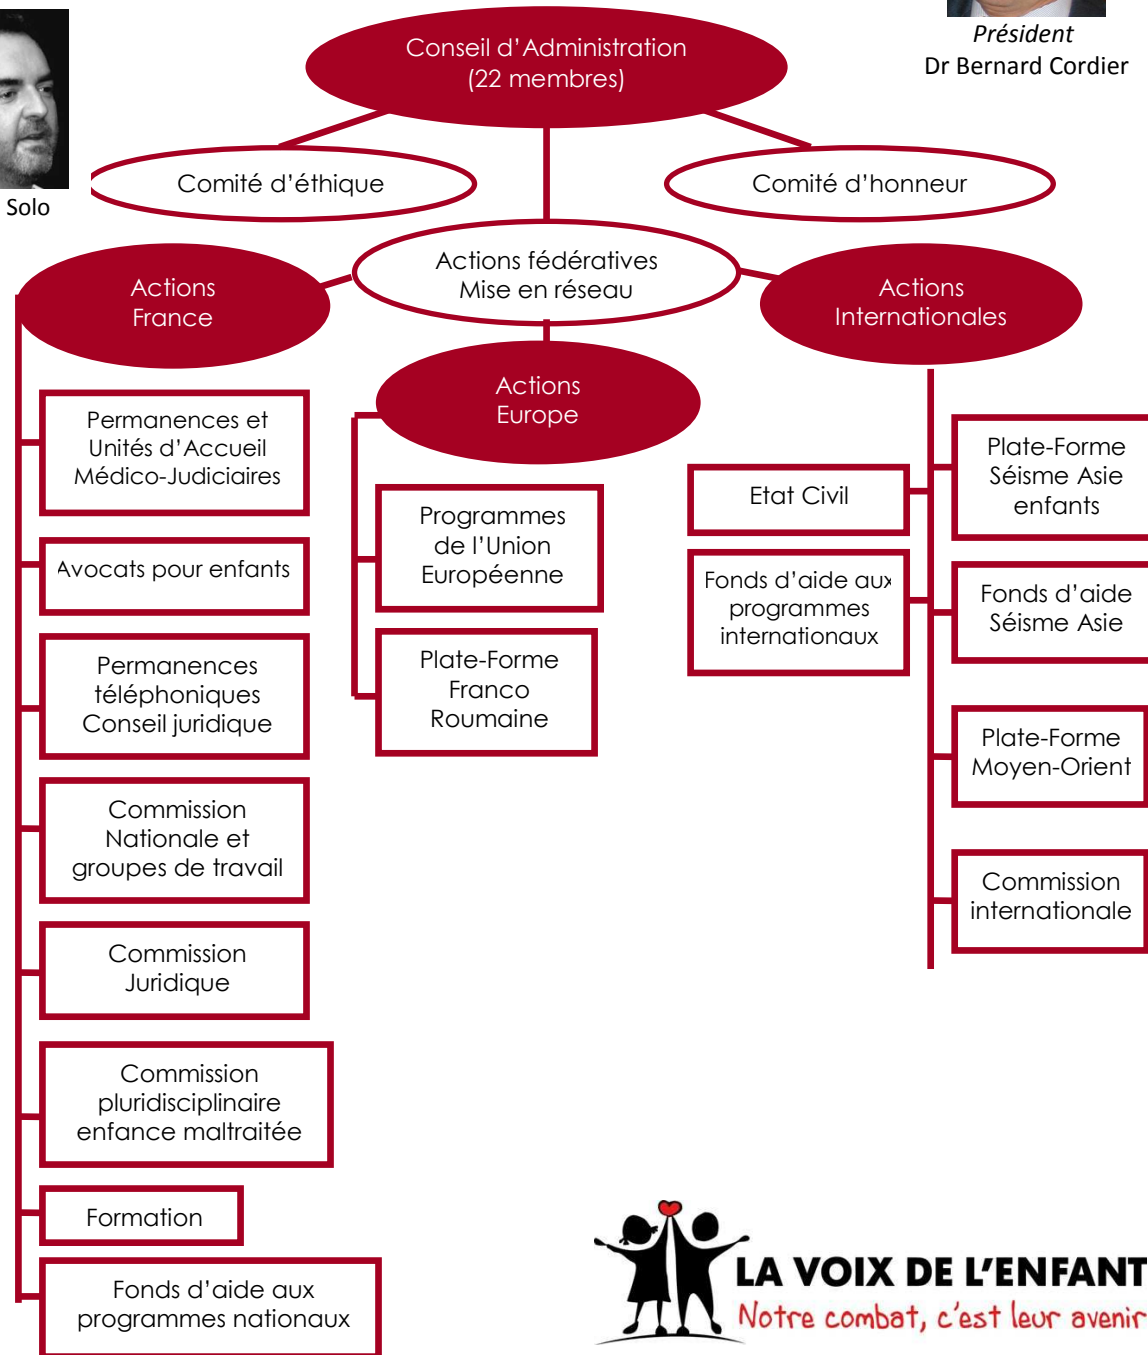 Conseil d'Administration
(22 membres)
Président
Dr Bernard Cordier
Solo
Comité d'éthique
Comité d'honneur
Actions fédératives
Mise en réseau
Actions
France
Permanences et
Unités d'Accueil
Médico-Judiciaires
Avocats pour enfants
Permanences
téléphoniques
Conseil juridique
Commission
Nationale et
groupes de travail
Commission
Juridique
Commission
pluridisciplinaire
enfance maltraitée
Formation
Fonds d'aide aux
programmes nationaux
Actions
Europe
Programmes
de l'Union
Européenne
Plate-Forme
Franco
Roumaine
Actions
Internationales
Etat Civil
Fonds d'aide aux
programmes
internationaux
Plate-Forme
Séisme Asie
enfants
Fonds d'aide
Séisme Asie
Plate-Forme
Moyen-Orient
Commission
internationale
LA VOIX DE L'ENFANT
Notre combat, c'est leur avenir